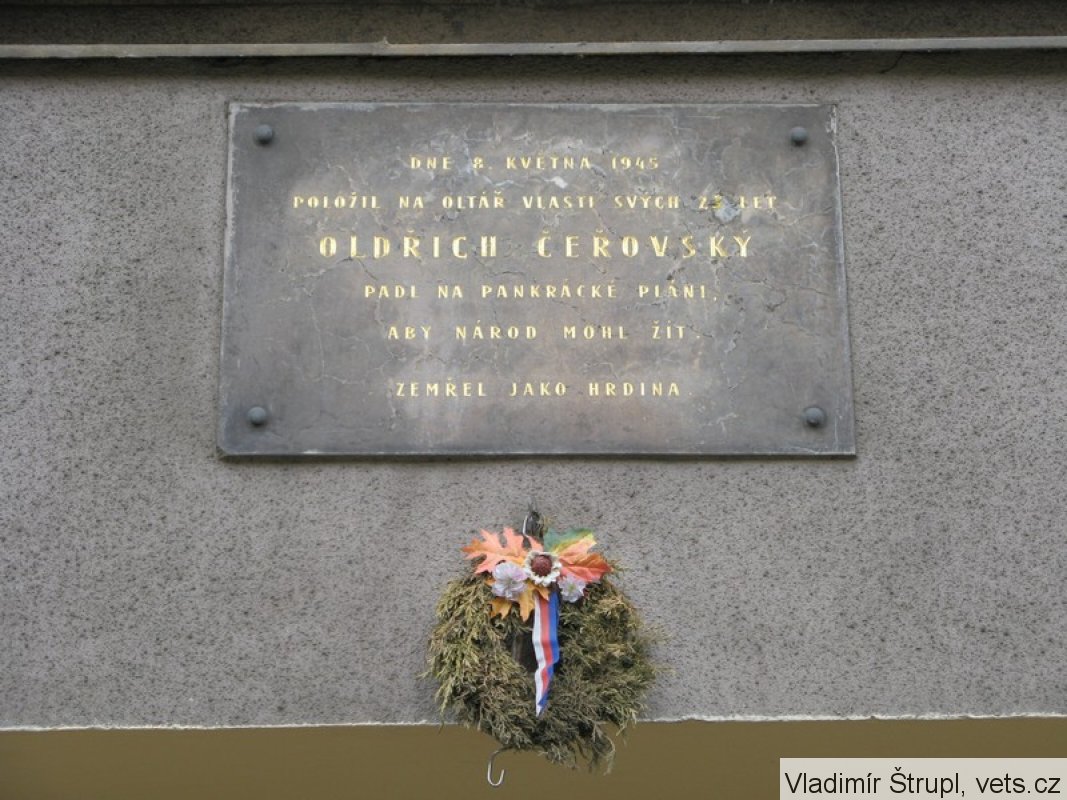 DNE 8. KVĚTNA 1945
POLOŽIL NA OLTÁŘ VLASTI SVÝCH LET
OLDŘICH ČEŘOVSKÝ
PADL NA PANKRÁCKÉ PLÁNI,
ABY NÁROD MOHL ŽÍT.
ZEMŘEL JAKO HRDINA.
Vladimír Štrupl, vets.cz